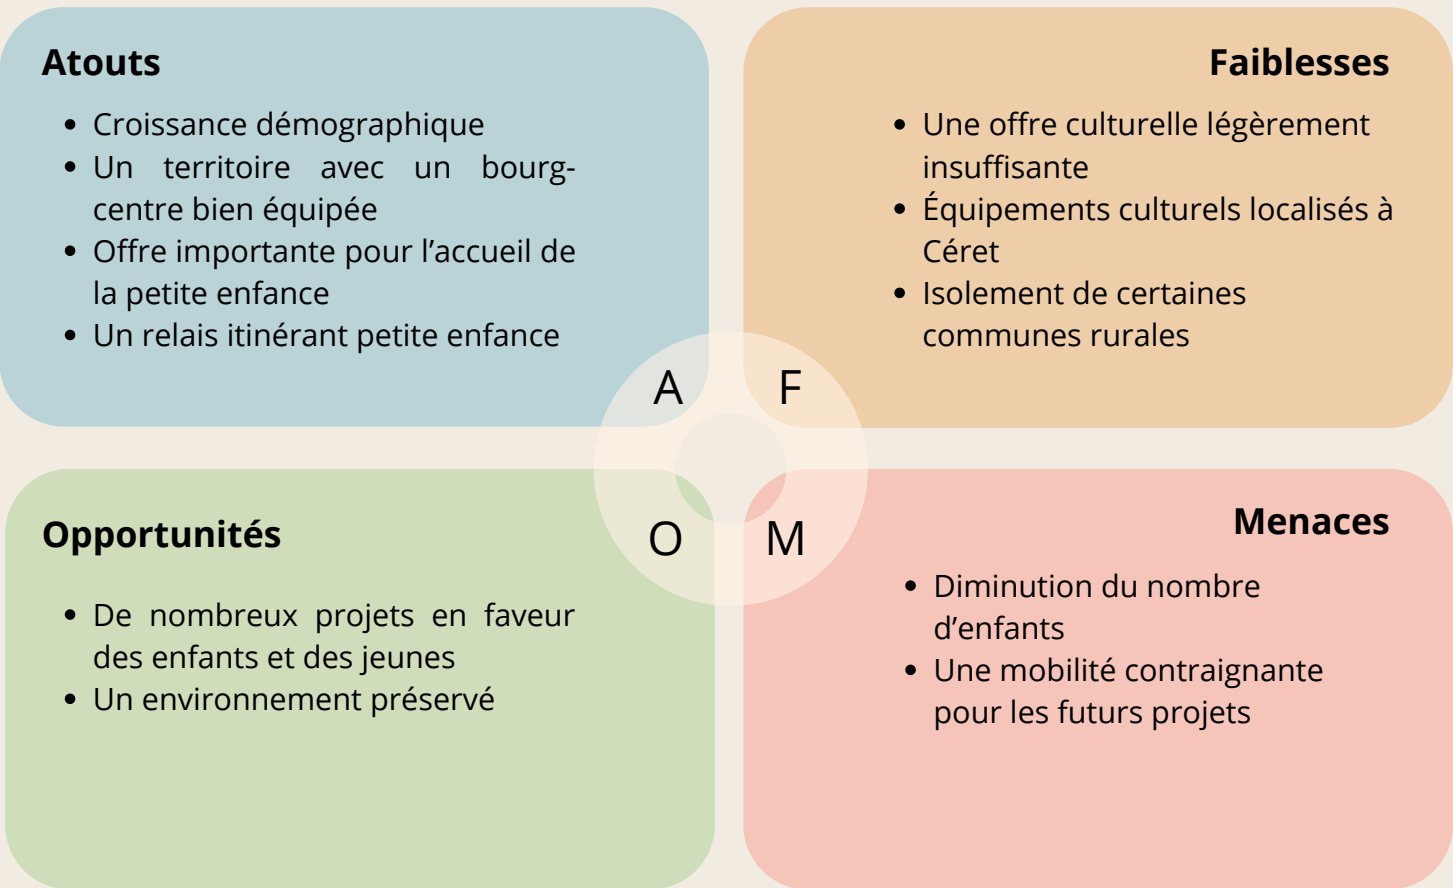 Atouts
• Croissance démographique
• Un territoire avec un bourg-
centre bien équipée
• Offre importante pour l’accueil de
la petite enfance
• Un relais itinérant petite enfance
Faiblesses
• Une offre culturelle légèrement
insuffisante
• Équipements culturels localisés à
Céret
• Isolement de certaines
communes rurales
A
F
O
M
Opportunités
• De nombreux projets en faveur
des enfants et des jeunes
• Un environnement préservé
Menaces
• Diminution du nombre
d’enfants
• Une mobilité contraignante
pour les futurs projets